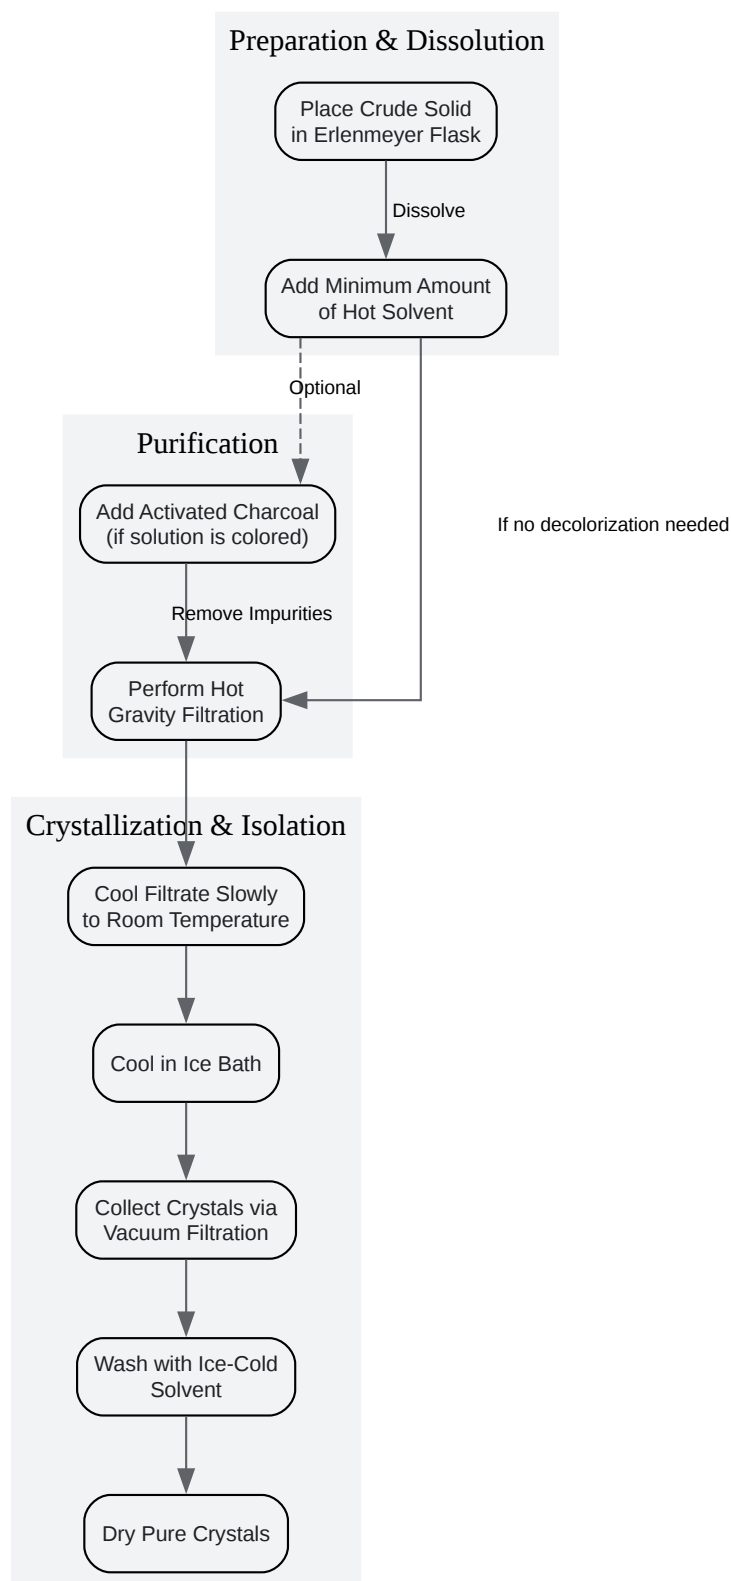 Preparation & Dissolution
Place Crude Solid
in Erlenmeyer Flask
Dissolve
Add Minimum Amount
of Hot Solvent
Optional
Purification
Add Activated Charcoal
(if solution is colored)
If no decolorization needed
Remove Impurities
Perform Hot
Gravity Filtration
Crystallization & Isolation
Cool Filtrate Slowly
to Room Temperature
Cool in Ice Bath
Collect Crystals via
Vacuum Filtration
Wash with Ice-Cold
Solvent
Dry Pure Crystals